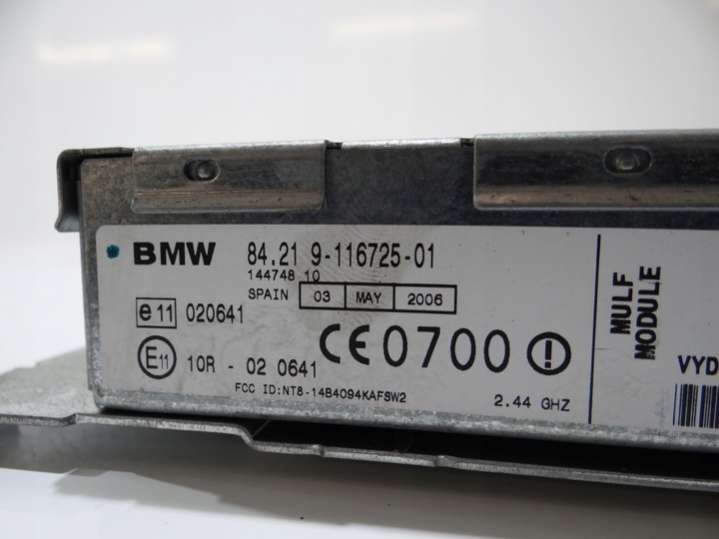 BMW 84.21 9-116725-01
144748 10
SPAIN 03 MAY 2006
e11 020641
CE0700
E11 10R - 02 0641
FCC ID:NT8-14B4094KAFSW2
2.44 GHZ
MULF
MODULE
VYD